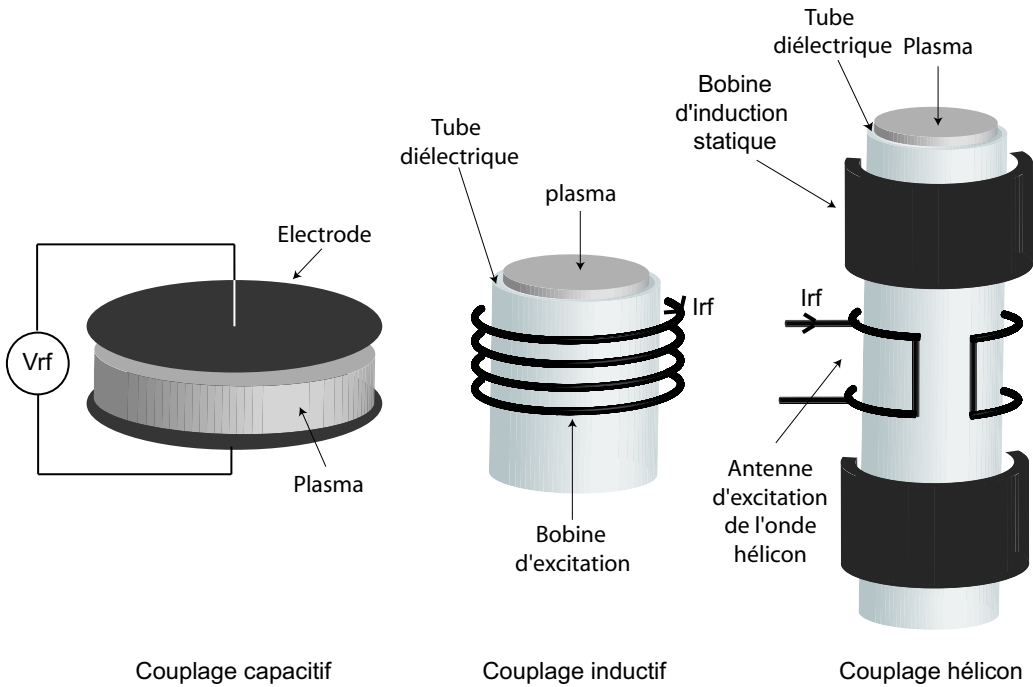 Electrode
Vrf
Plasma
Couplage capacitif
Tube
diélectrique
plasma
Irf
Bobine
d'excitation
Couplage inductif
Tube
diélectrique
Plasma
Bobine
d'induction
statique
Irf
Antenne
d'excitation
de l'onde
hélicon
Couplage hélicon